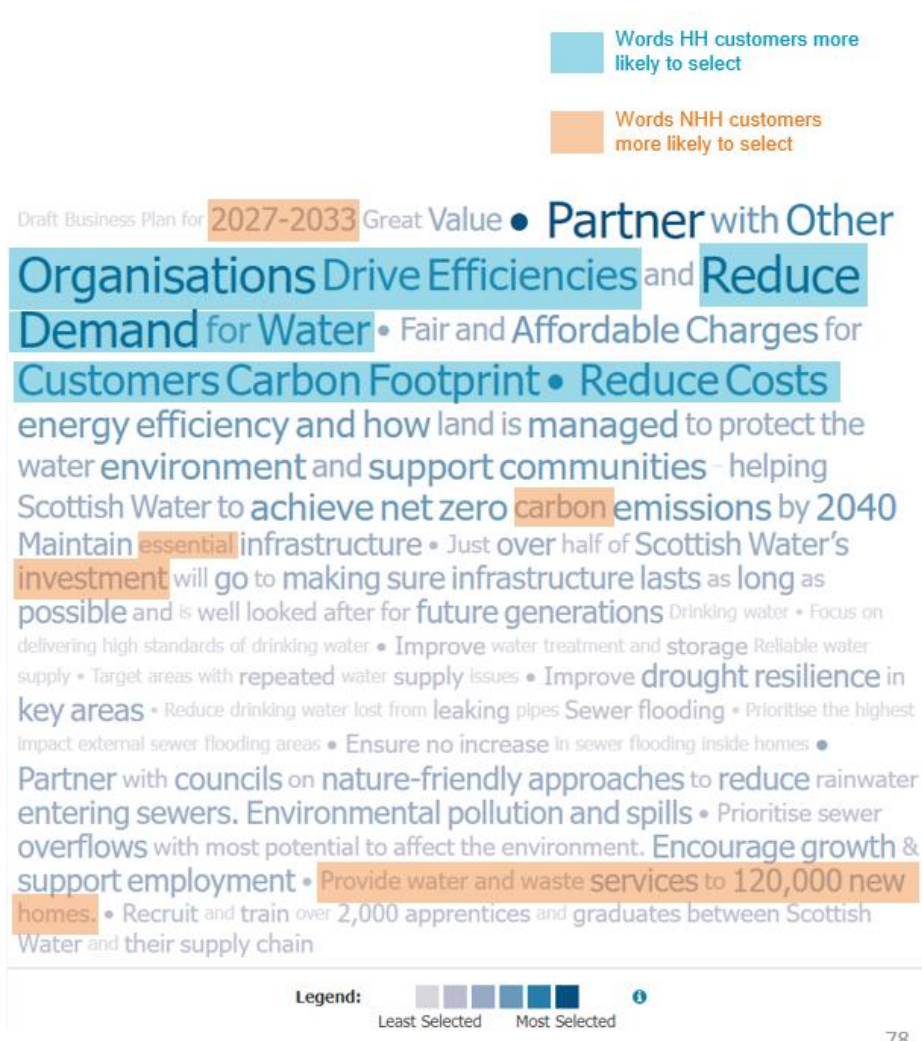 Words HH customers more
likely to select
Words NHH customers
more likely to select
Draft Business Plan for 2027-2033 Great Value • Partner with Other
Organisations Drive Efficiencies and Reduce
Demand for Water • Fair and Affordable Charges for
Customers Carbon Footprint • Reduce Costs
energy efficiency and how land is managed to protect the
water environment and support communities - helping
Scottish Water to achieve net zero carbon emissions by 2040
Maintain essential infrastructure • Just over half of Scottish Water's
investment will go to making sure infrastructure lasts as long as
possible and is well looked after for future generations Drinking water • Focus on
delivering high standards of drinking water • Improve water treatment and storage Reliable water
supply • Target areas with repeated water supply issues • Improve drought resilience in
key areas • Reduce drinking water lost from leaking pipes Sewer flooding • Prioritise the highest
impact external sewer flooding areas • Ensure no increase in sewer flooding inside homes •
Partner with councils on nature-friendly approaches to reduce rainwater
entering sewers. Environmental pollution and spills • Prioritise sewer
overflows with most potential to affect the environment. Encourage growth &
support employment • Provide water and waste services to 120,000 new
homes. • Recruit and train over 2,000 apprentices and graduates between Scottish
Water and their supply chain
Legend:
Least Selected Most Selected
78